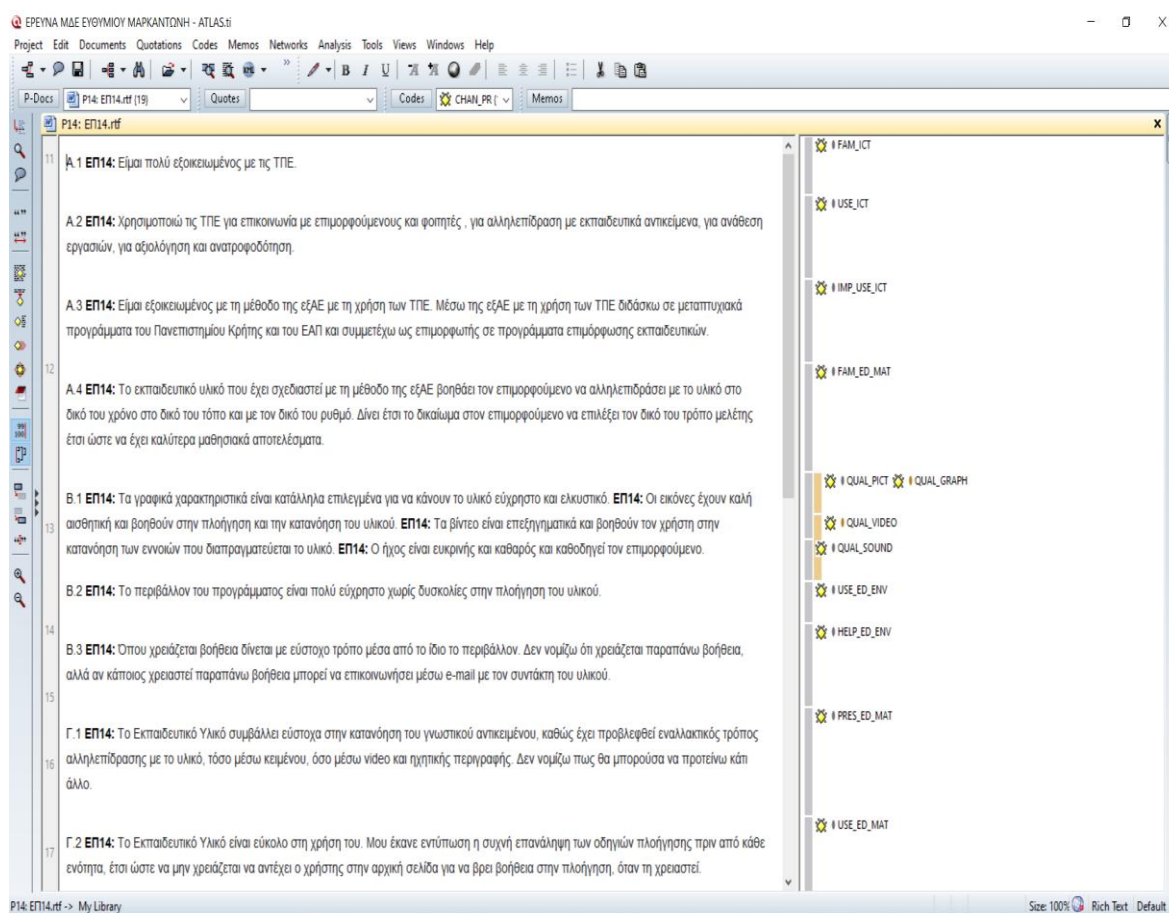 ΕΡΕΥΝΑ ΜΔΕ ΕΥΘΥΜΙΟΥ ΜΑΡΚΑΝΤΩΝΗ - ATLAS.ti
Project Edit Documents Quotations Codes Memos Networks Analysis Tools Views Windows Help
P-Docs P14: ΕΠ14.rtf {19} Quotes Codes CHAN_PR { Memos
P14: ΕΠ14.rtf
11
Α.1 ΕΠ14: Είμαι πολύ εξοικειωμένος με τις ΤΠΕ.
FAM_ICT
Α.2 ΕΠ14: Χρησιμοποιώ τις ΤΠΕ για επικοινωνία με επιμορφούμενους και φοιτητές , για αλληλεπίδραση με εκπαιδευτικά αντικείμενα, για ανάθεση
εργασιών, για αξιολόγηση και ανατροφοδότηση.
USE_ICT
Α.3 ΕΠ14: Είμαι εξοικειωμένος με τη μέθοδο της εξΑΕ με τη χρήση των ΤΠΕ. Μέσω της εξΑΕ με τη χρήση των ΤΠΕ διδάσκω σε μεταπτυχιακά
προγράμματα του Πανεπιστημίου Κρήτης και του ΕΑΠ και συμμετέχω ως επιμορφωτής σε προγράμματα επιμόρφωσης εκπαιδευτικών.
IMP_USE_ICT
12
Α.4 ΕΠ14: Το εκπαιδευτικό υλικό που έχει σχεδιαστεί με τη μέθοδο της εξΑΕ βοηθάει τον επιμορφούμενο να αλληλεπιδράσει με το υλικό στο
δικό του χρόνο στο δικό του τόπο και με τον δικό του ρυθμό. Δίνει έτσι το δικαίωμα στον επιμορφούμενο να επιλέξει τον δικό του τρόπο μελέτης
έτσι ώστε να έχει καλύτερα μαθησιακά αποτελέσματα.
FAM_ED_MAT
Β.1 ΕΠ14: Τα γραφικά χαρακτηριστικά είναι κατάλληλα επιλεγμένα για να κάνουν το υλικό εύχρηστο και ελκυστικό. ΕΠ14: Οι εικόνες έχουν καλή
αισθητική και βοηθούν στην πλοήγηση και την κατανόηση του υλικού. ΕΠ14: Τα βίντεο είναι επεξηγηματικά και βοηθούν τον χρήστη στην
κατανόηση των εννοιών που διαπραγματεύεται το υλικό. ΕΠ14: Ο ήχος είναι ευκρινής και καθαρός και καθοδηγεί τον επιμορφούμενο.
QUAL_PICT QUAL_GRAPH
QUAL_VIDEO
QUAL_SOUND
13
Β.2 ΕΠ14: Το περιβάλλον του προγράμματος είναι πολύ εύχρηστο χωρίς δυσκολίες στην πλοήγηση του υλικού.
USE_ED_ENV
14
Β.3 ΕΠ14: Όπου χρειάζεται βοήθεια δίνεται με εύστοχο τρόπο μέσα από το ίδιο το περιβάλλον. Δεν νομίζω ότι χρειάζεται παραπάνω βοήθεια,
αλλά αν κάποιος χρειαστεί παραπάνω βοήθεια μπορεί να επικοινωνήσει μέσω e-mail με τον συντάκτη του υλικού.
HELP_ED_ENV
15
Γ.1 ΕΠ14: Το Εκπαιδευτικό Υλικό συμβάλλει εύστοχα στην κατανόηση του γνωστικού αντικειμένου, καθώς έχει προβλεφθεί εναλλακτικός τρόπος
αλληλεπίδρασης με το υλικό, τόσο μέσω κειμένου, όσο μέσω video και ηχητικής περιγραφής. Δεν νομίζω πως θα μπορούσα να προτείνω κάτι
άλλο.
PRES_ED_MAT
16
Γ.2 ΕΠ14: Το Εκπαιδευτικό Υλικό είναι εύκολο στη χρήση του. Μου έκανε εντύπωση η συχνή επανάληψη των οδηγιών πλοήγησης πριν από κάθε
ενότητα, έτσι ώστε να μην χρειάζεται να αντέχει ο χρήστης στην αρχική σελίδα για να βρει βοήθεια στην πλοήγηση, όταν τη χρειαστεί.
USE_ED_MAT
17
P14: ΕΠ14.rtf -> My Library
Size: 100% Rich Text Default